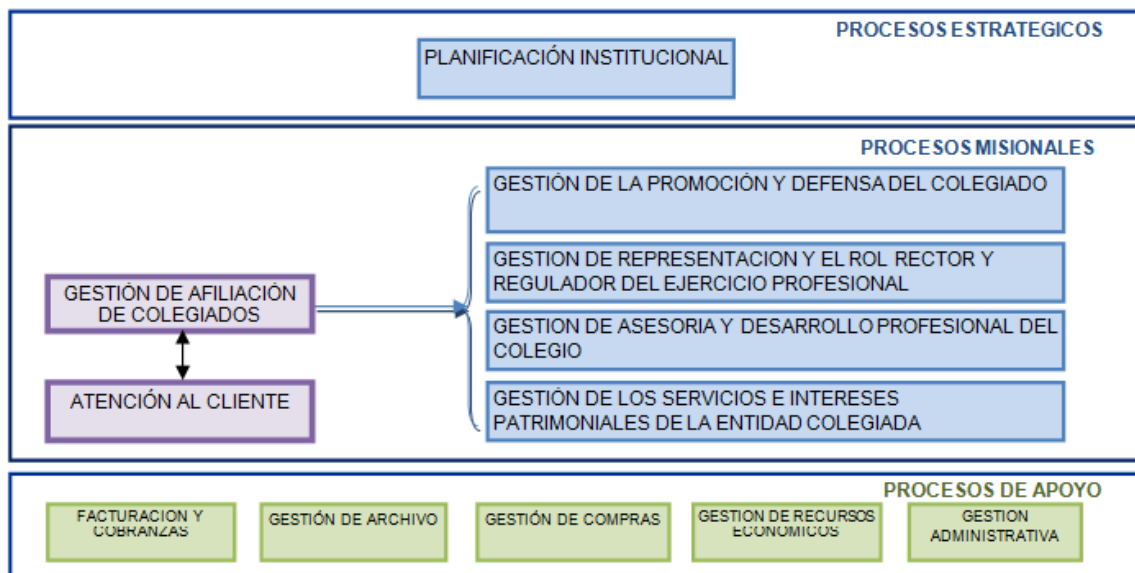 PROCESOS ESTRATEGICOS
PLANIFICACIÓN INSTITUCIONAL
PROCESOS MISIONALES
GESTIÓN DE LA PROMOCIÓN Y DEFENSA DEL COLEGIADO
GESTION DE REPRESENTACION Y EL ROL RECTOR Y
REGULADOR DEL EJERCICIO PROFESIONAL
GESTIÓN DE AFILIACIÓN
DE COLEGIADOS
GESTION DE ASESORIA Y DESARROLLO PROFESIONAL DEL
COLEGIO
ATENCIÓN AL CLIENTE
GESTIÓN DE LOS SERVICIOS E INTERESES
PATRIMONIALES DE LA ENTIDAD COLEGIADA
PROCESOS DE APOYO
FACTURACION Y
COBRANZAS
GESTIÓN DE ARCHIVO
GESTIÓN DE COMPRAS
GESTION DE RECURSOS
ECONOMICOS
GESTION
ADMINISTRATIVA